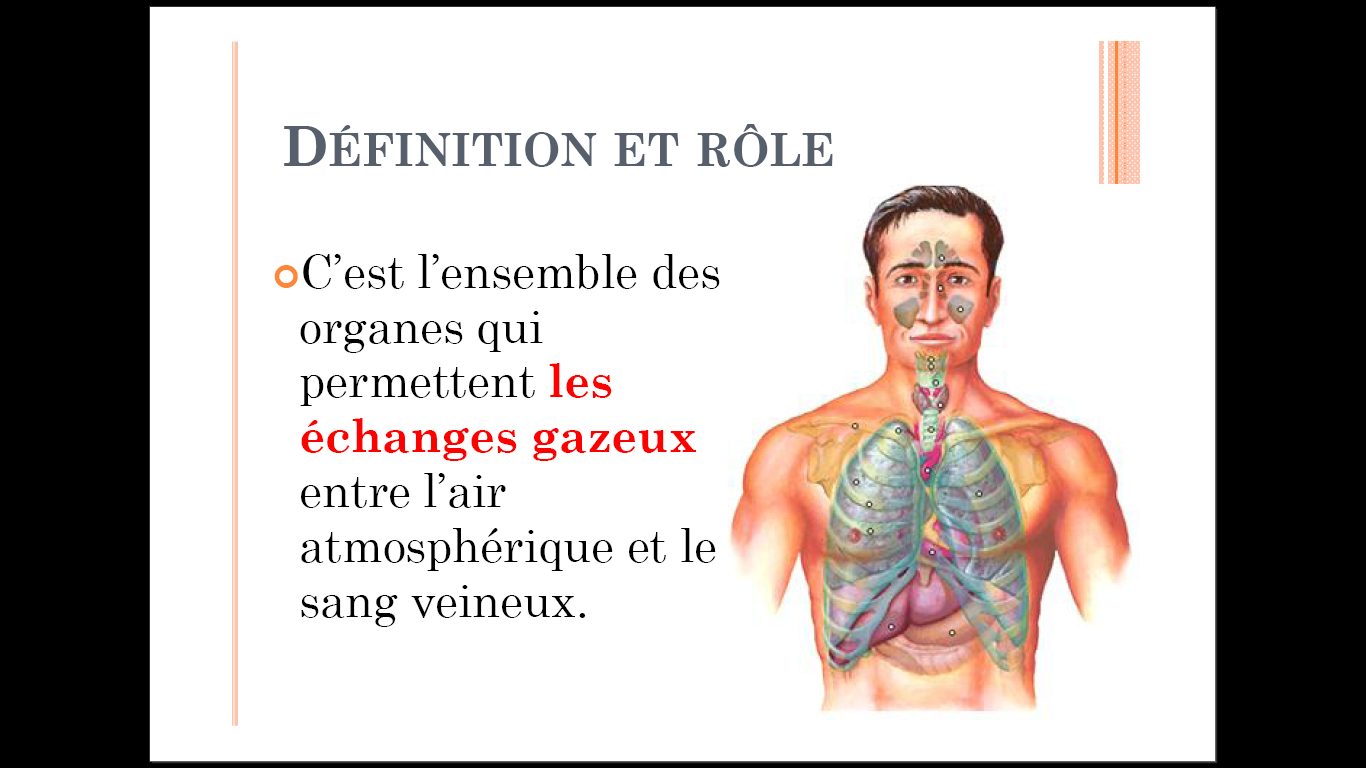 DÉFINITION ET RÔLE
C’est l’ensemble des
organes qui
permettent les
échanges gazeux
entre l’air
atmosphérique et le
sang veineux.